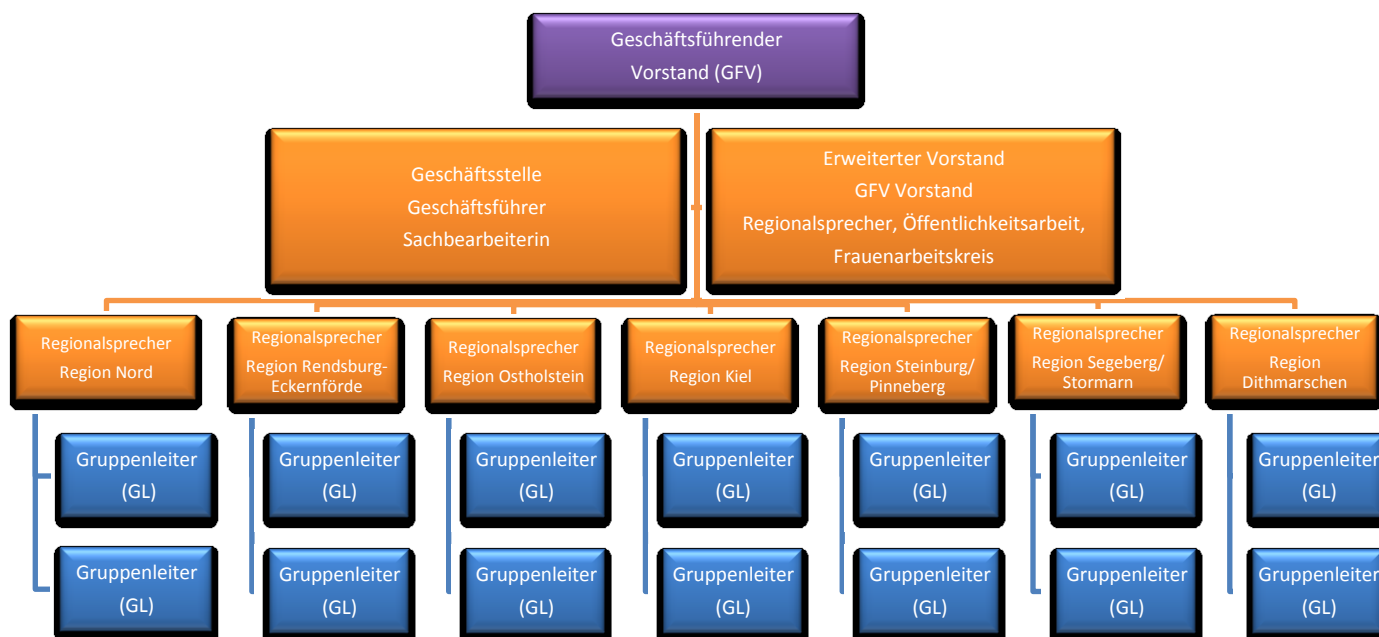 Geschäftsführender
Vorstand (GFV)
Geschäftsstelle
Geschäftsführer
Sachbearbeiterin
Erweiterter Vorstand
GFV Vorstand
Regionalsprecher, Öffentlichkeitsarbeit,
Frauenarbeitskreis
Regionalsprecher
Region Nord
Regionalsprecher
Region Rendsburg-
Eckernförde
Regionalsprecher
Region Ostholstein
Regionalsprecher
Region Kiel
Regionalsprecher
Region Steinburg/
Pinneberg
Regionalsprecher
Region Segeberg/
Stormarn
Regionalsprecher
Region
Dithmarschen
Gruppenleiter
(GL)
Gruppenleiter
(GL)
Gruppenleiter
(GL)
Gruppenleiter
(GL)
Gruppenleiter
(GL)
Gruppenleiter
(GL)
Gruppenleiter
(GL)
Gruppenleiter
(GL)
Gruppenleiter
(GL)
Gruppenleiter
(GL)
Gruppenleiter
(GL)
Gruppenleiter
(GL)
Gruppenleiter
(GL)
Gruppenleiter
(GL)